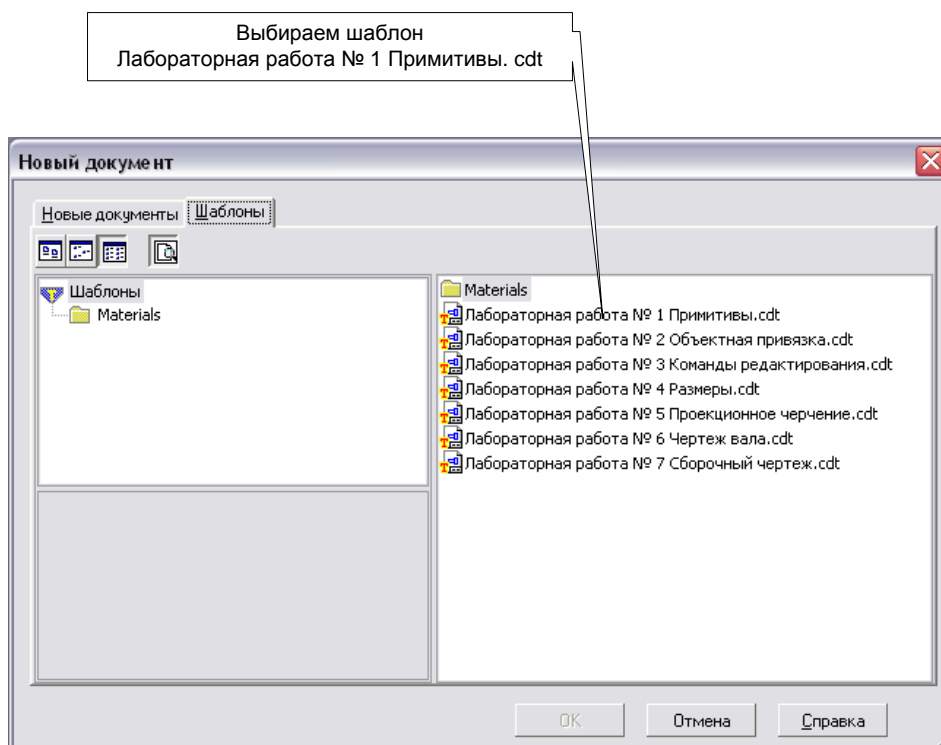 Выбираем шаблон
Лабораторная работа № 1 Примитивы. cdt
Новый документ
Новые документы Шаблоны
Шаблоны
Materials
Materials
Лабораторная работа № 1 Примитивы.cdt
Лабораторная работа № 2 Объектная привязка.cdt
Лабораторная работа № 3 Команды редактирования.cdt
Лабораторная работа № 4 Размеры.cdt
Лабораторная работа № 5 Проекционное черчение.cdt
Лабораторная работа № 6 Чертеж вала.cdt
Лабораторная работа № 7 Сборочный чертеж.cdt
OK Отмена Справка